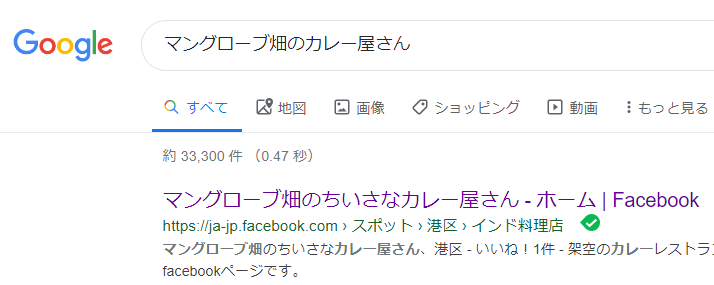 Google
マングローブ畑のカレー屋さん
すべて 地図 画像 ショッピング 動画 もっと見る
約 33,300 件 （0.47 秒）
マングローブ畑のちいさなカレー屋さん - ホーム | Facebook
https://ja-jp.facebook.com › スポット › 港区 › インド料理店
マングローブ畑のちいさなカレー屋さん、港区 - いいね！1件 - 架空のカレーレストラ
facebookページです。